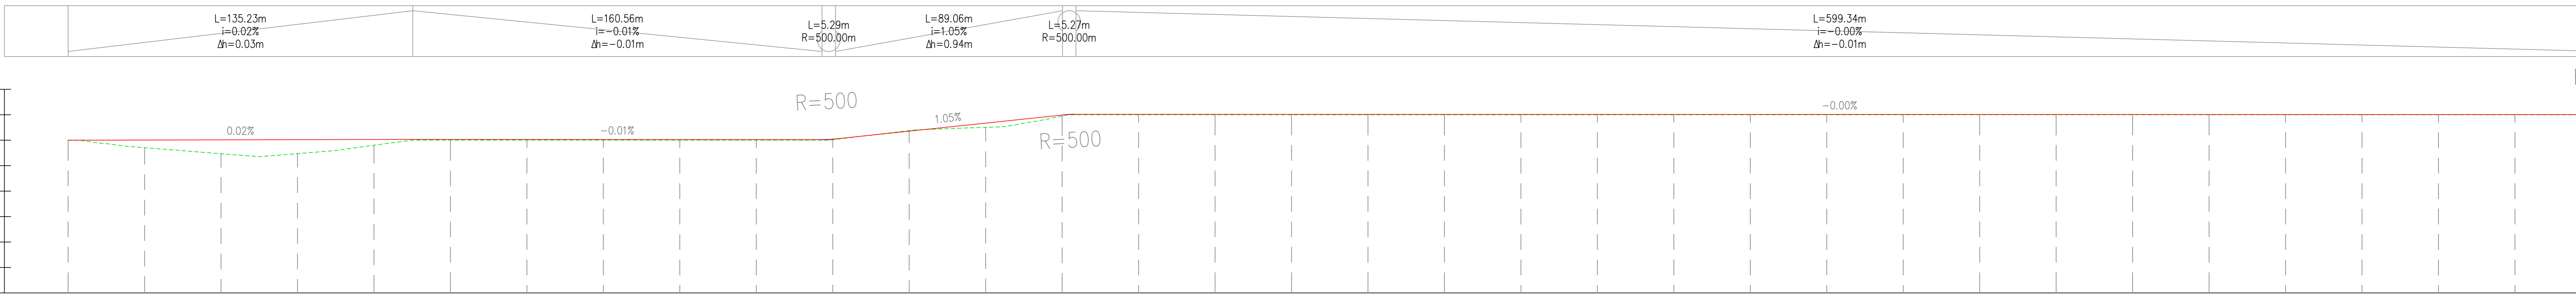 L=135.23m
i=0.02%
Δh=0.03m
L=160.56m
i=-0.01%
Δh=-0.01m
L=5.29m
R=500.00m
L=89.06m
i=1.05%
Δh=0.94m
L=5.27m
R=500.00m
L=599.34m
i=-0.00%
Δh=-0.01m
R=500
0.02%
-0.01%
1.05%
R=500
-0.00%